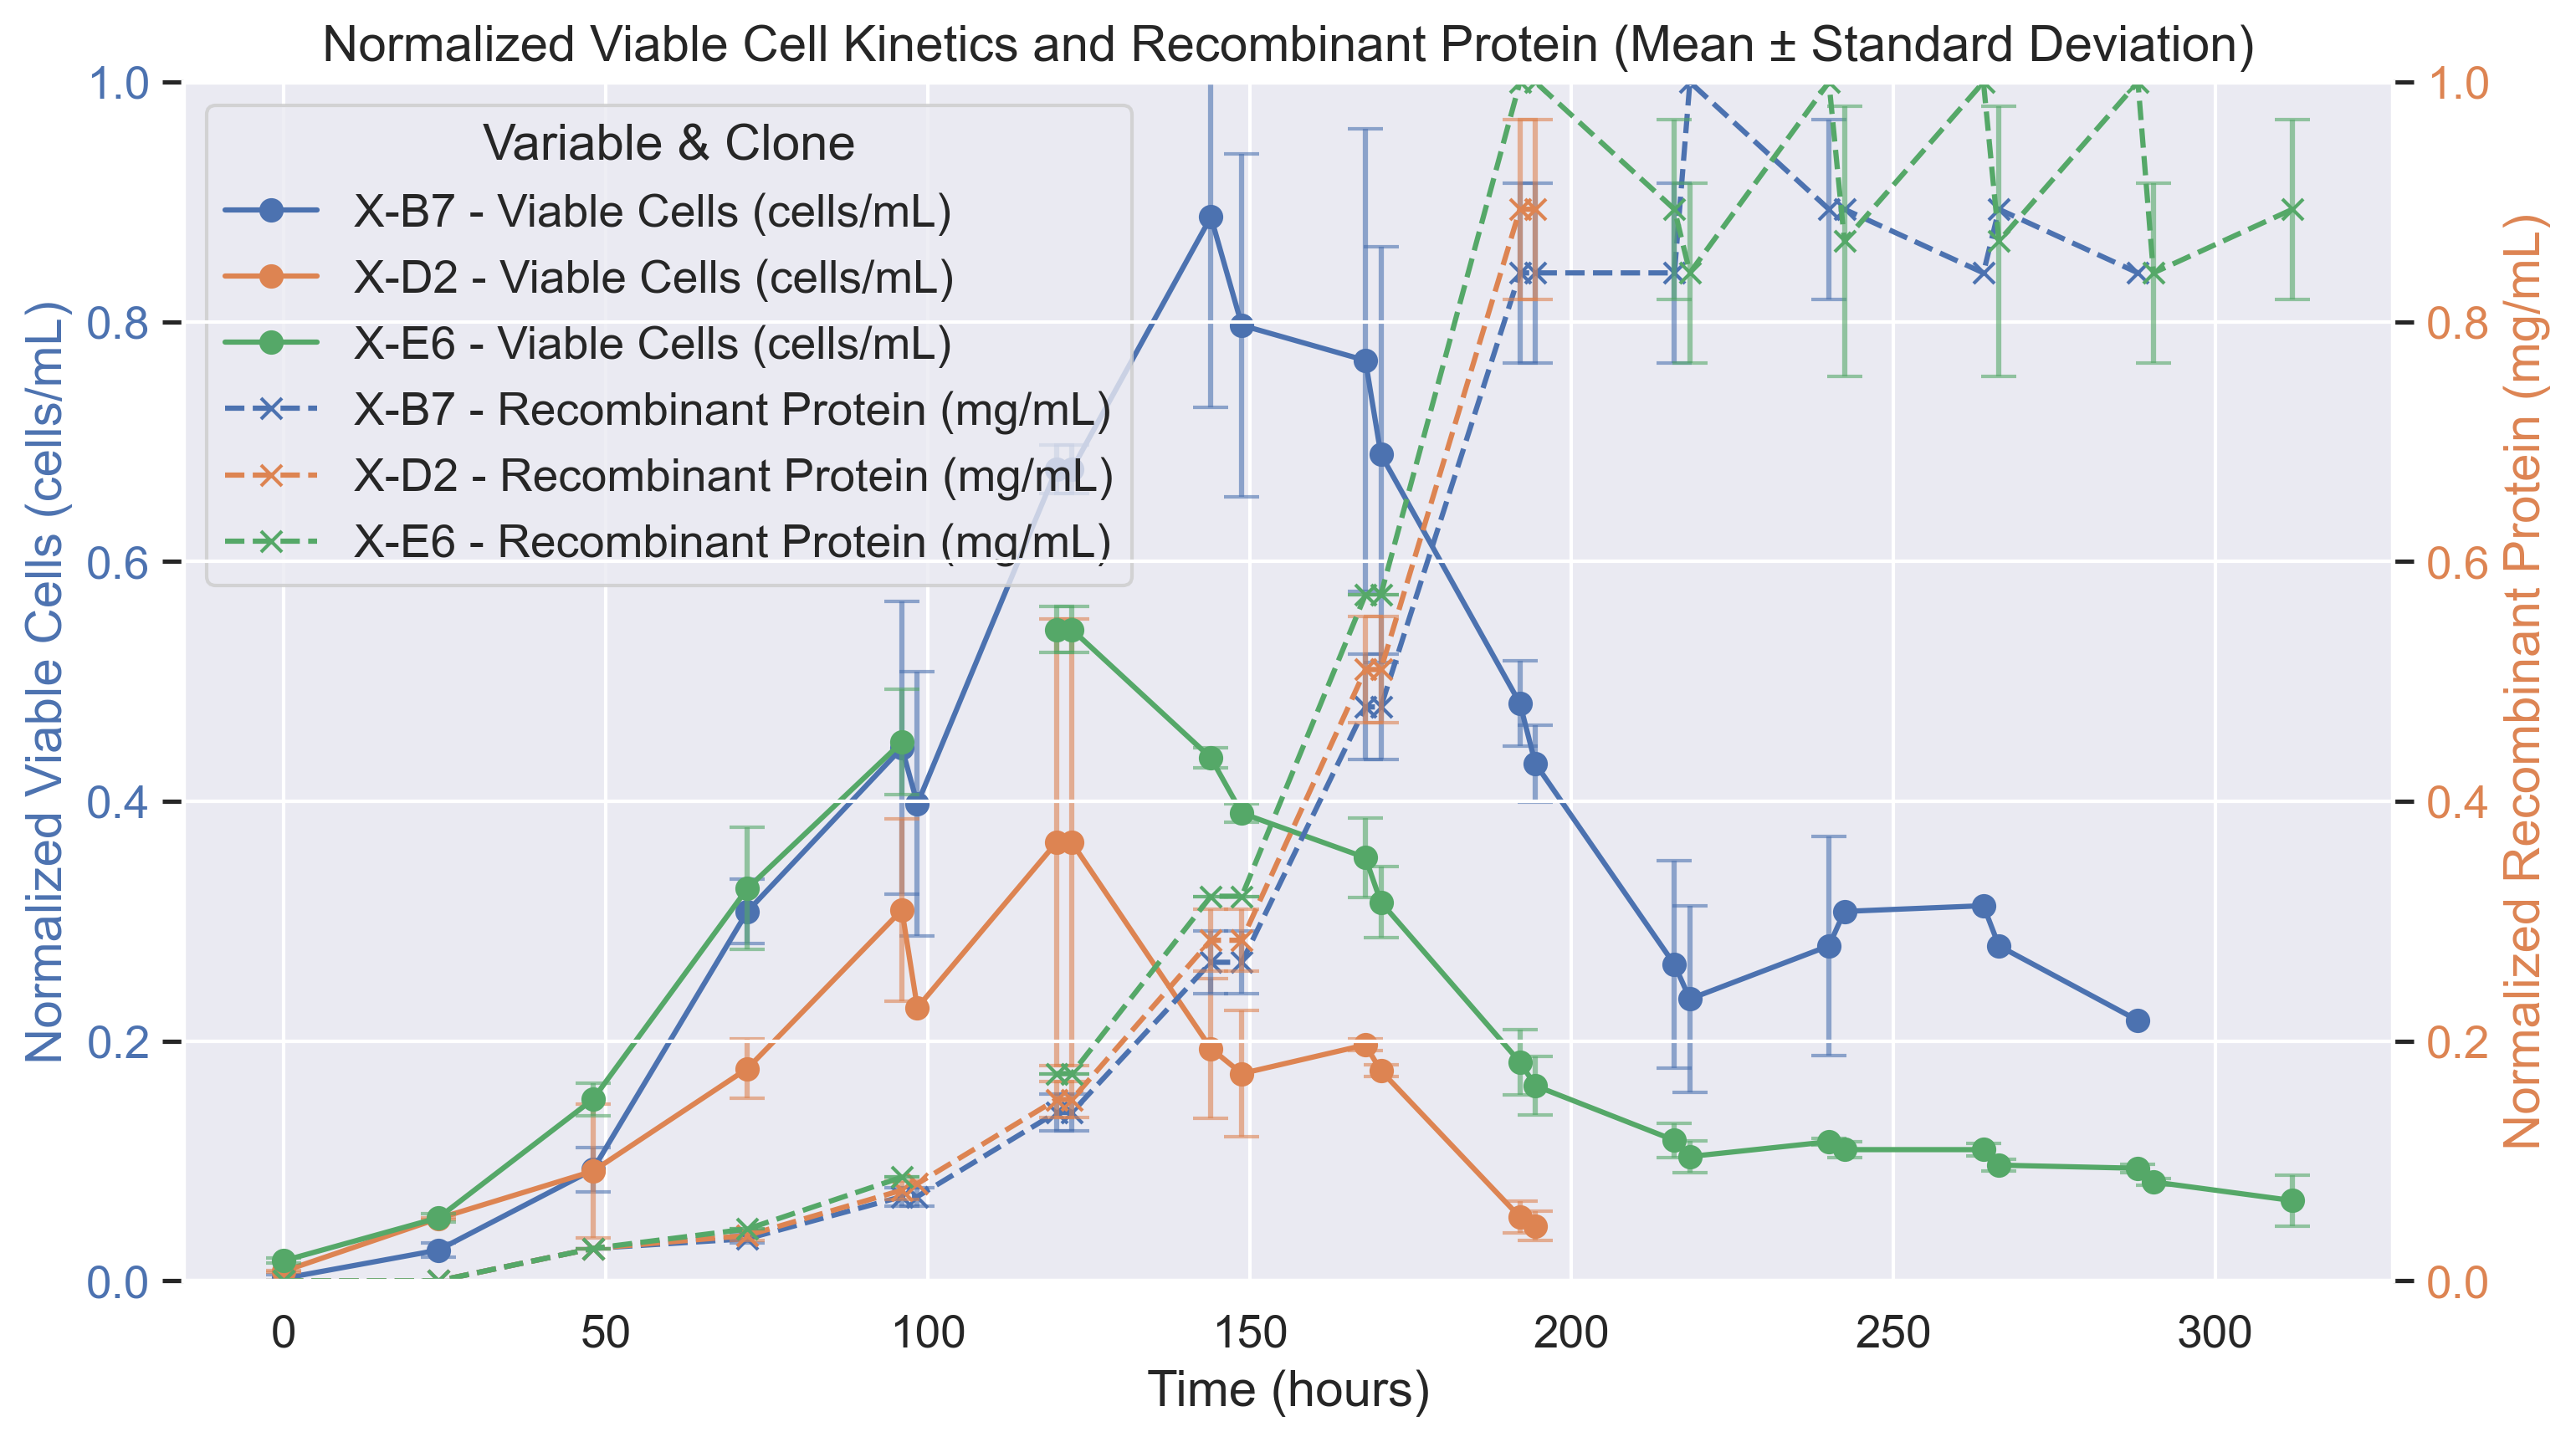 Normalized Viable Cell Kinetics and Recombinant Protein (Mean ± Standard Deviation)
Normalized Viable Cells (cells/mL)
1.0
0.8
0.6
0.4
0.2
0.0
Variable & Clone
X-B7 - Viable Cells (cells/mL)
X-D2 - Viable Cells (cells/mL)
X-E6 - Viable Cells (cells/mL)
X-B7 - Recombinant Protein (mg/mL)
X-D2 - Recombinant Protein (mg/mL)
X-E6 - Recombinant Protein (mg/mL)
1.0
0.8
0.6
0.4
0.2
0.0
Normalized Recombinant Protein (mg/mL)
0 50 100 150 200 250 300
Time (hours)